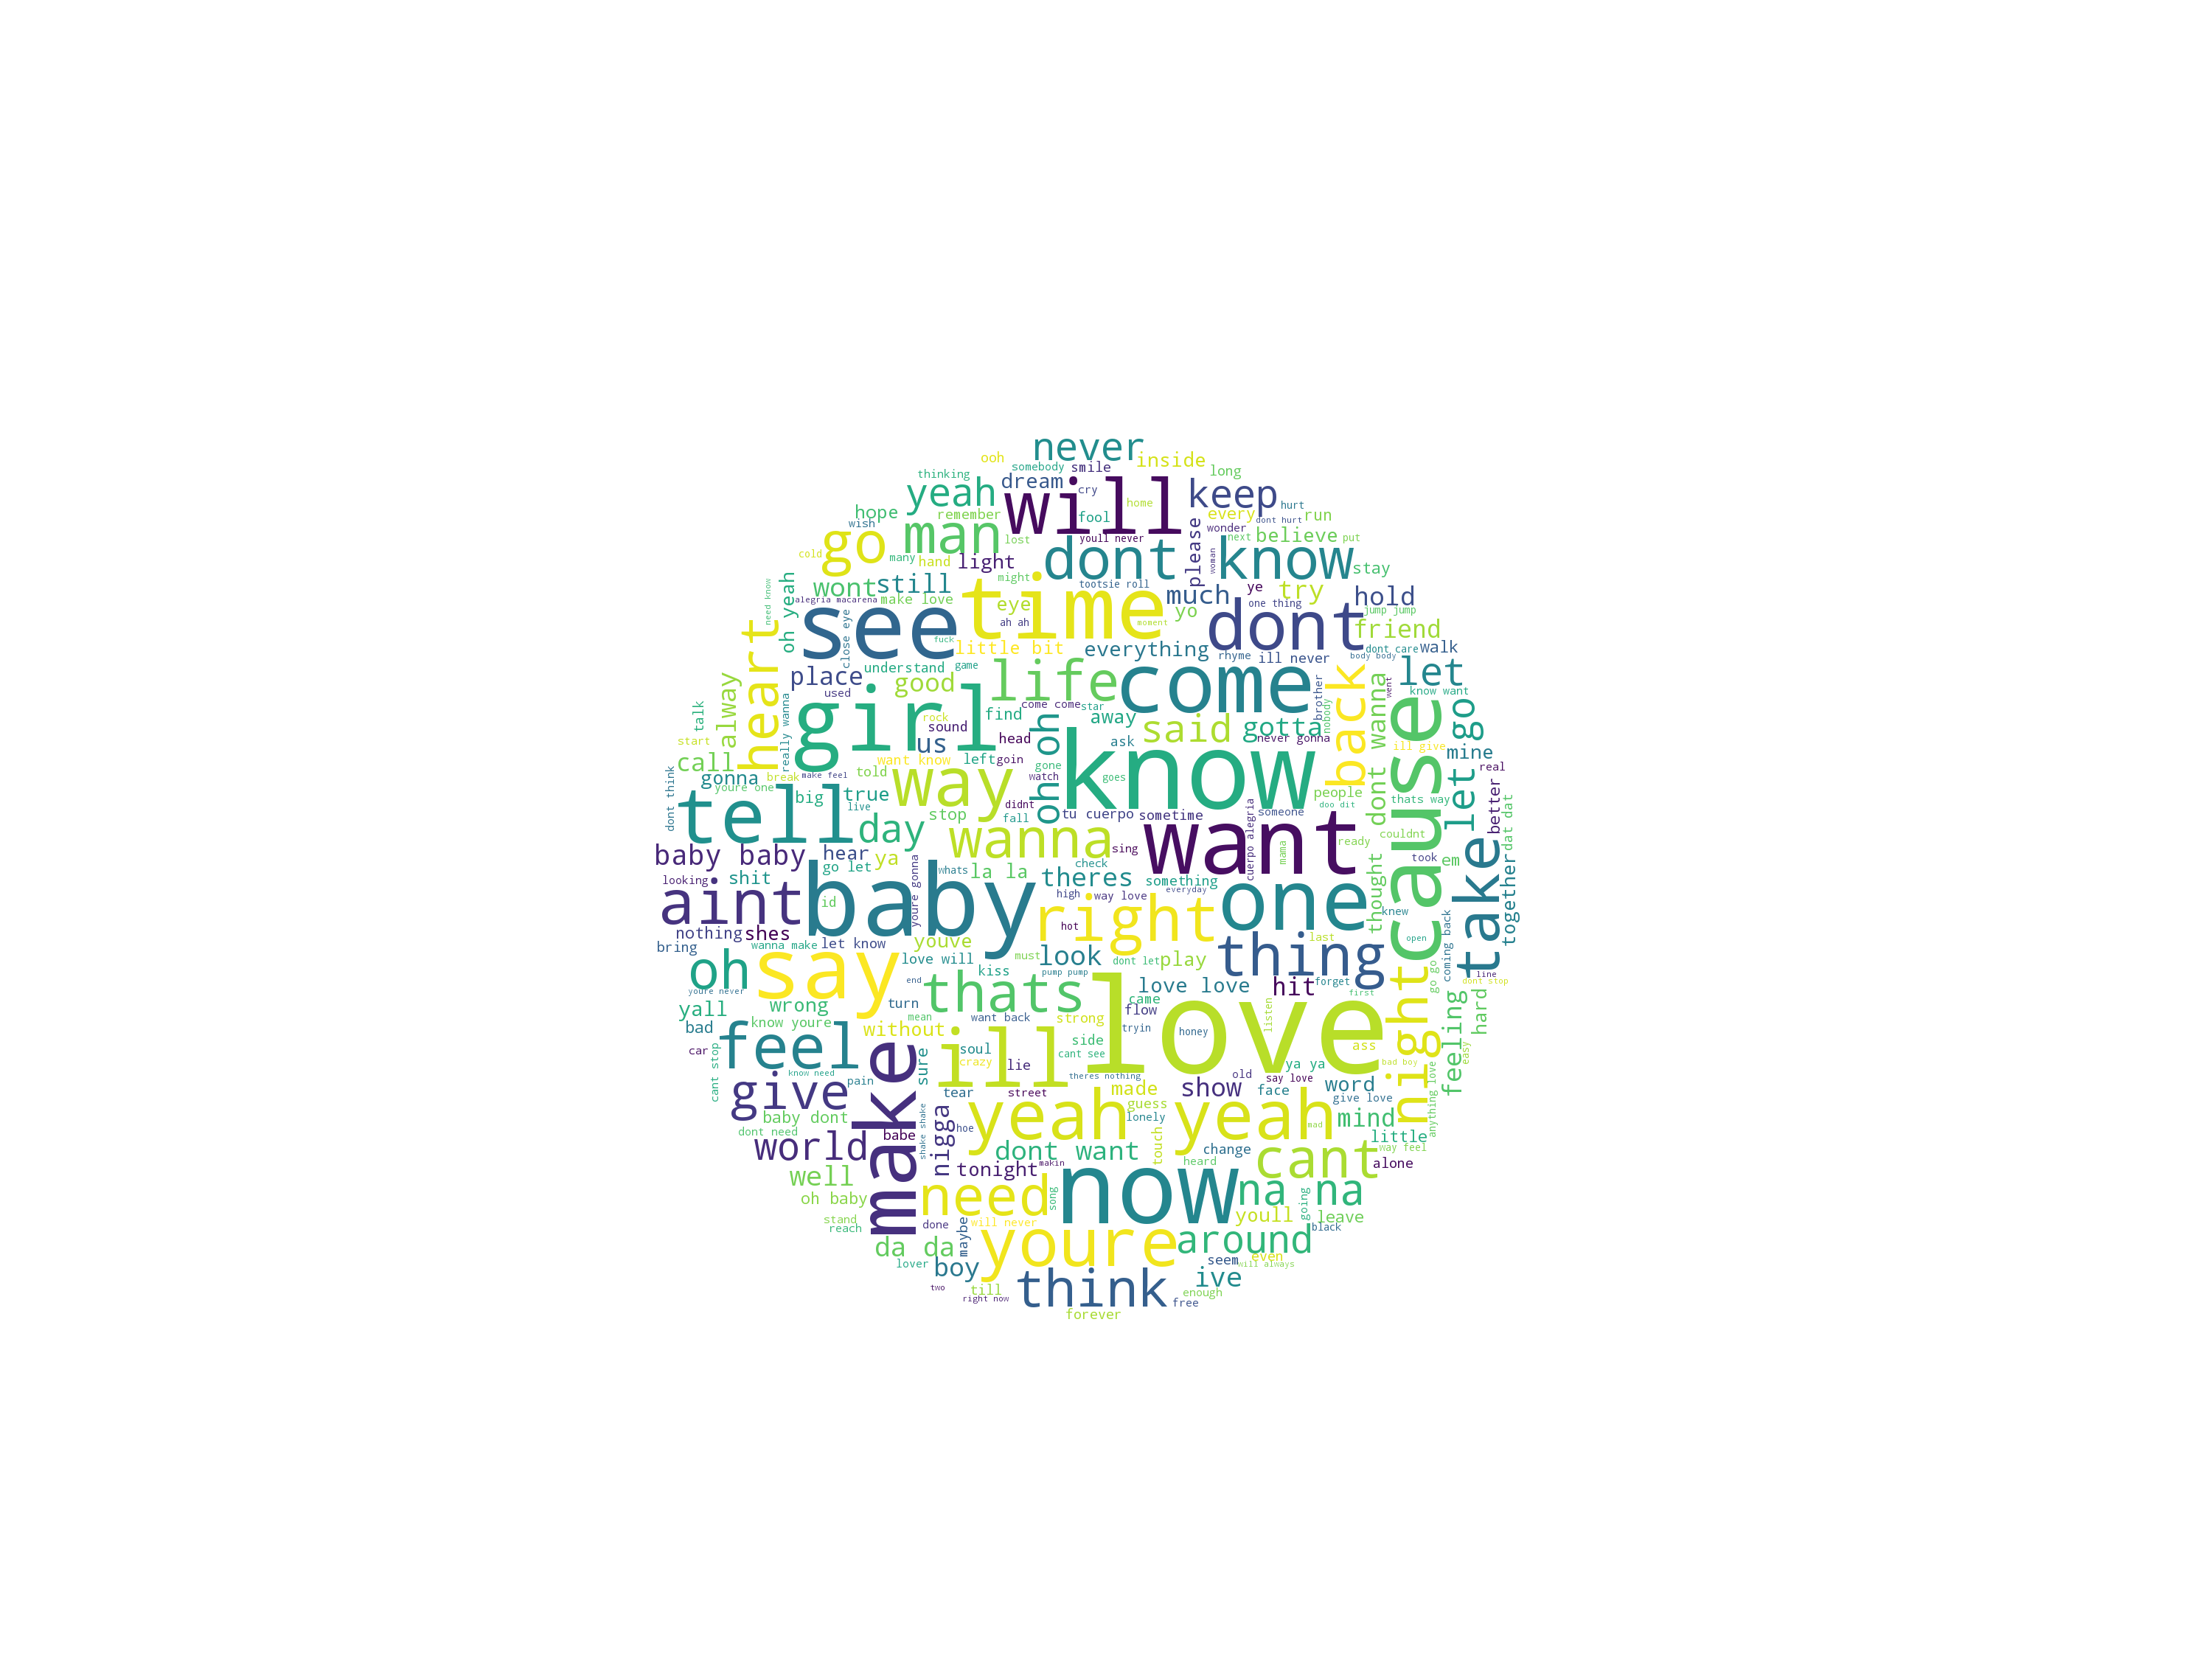 never
ooh
somebody
smile
inside
thinking
long
yeah
dream
cry
will
keep
home
hurt
hope
remember
fool
every
dont hurt
run
wish
man
go
lost
youll never
please
wonder
believe
next
put
cold
many
hand
light
dont
know
woman
stay
wont
still
might
time
tootsie roll
much
ye
try
hold
need know
oh yeah
alegria macarena
make love
see
eye
yo
one thing
dont
jump jump
friend
ah ah
moment
close eye
fuck
little bit
everything
rhyme
ill never
dont care
walk
body body
heart
place
understand
game
life
come
let
used
good
back
brother
nobody
wanna
went
know want
alway
talk
really wanna
girl
rock
sound
find
come come
star
away
said
gotta
cause
go
start
us
head
oh oh
ask
know
never gonna
ill give
mine
call
want know
left
goin
gone
real
gonna
break
make feel
told
way
watch
goes
youre one
big
true
live
people
dont
thats way
let
better
dont think
tell
day
stop
didnt
fall
tu cuerpo
sometime
someone
doo dit
dat dat
wanna
want
cuerpo alegria
mama
couldnt
ready
take
baby baby
hear
ya
sing
check
took
em
together
looking
shit
go let
whats
la la
theres
something
everyday
thought
aint
id
baby
youre gonna
high
way love
one
knew
nothing
shes
right
hot
open
coming back
bring
wanna make
let know
youve
last
thing
oh
say
love will
must
look
dont let
play
line
dont stop
kiss
pump pump
forget
youre never
end
thats
love love
hit
night
first
go go
yall
wrong
turn
came
flow
feeling
hard
bad
know youre
mean
want back
without
strong
tryin
honey
love
listen
car
feel
soul
side
ass
cant stop
sure
crazy
lie
cant see
ill
ya ya
bad boy
easy
know need
pain
theres nothing
say love
old
give
make
tear
street
made
show
face
word
give love
anything love
baby dont
nigga
guess
lonely
yeah
yeah
mad
mind
dont need
babe
shake shake
hoe
touch
little
world
dont want
change
cant
way feel
well
tonight
makin
heard
alone
oh baby
need
song
now
na na
going
stand
reach
done
will never
youll
leave
black
da da
maybe
youre
around
even
lover
boy
seem
will always
two
till
think
ive
enough
right now
free
forever